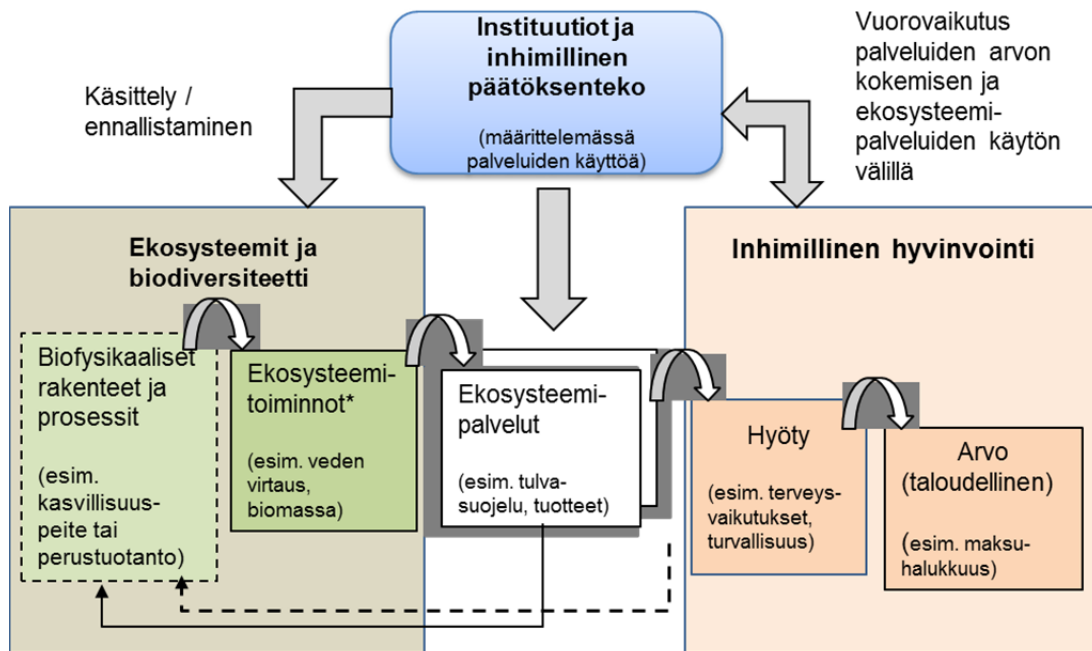 Instituutiot ja
inhimillinen
päätöksenteko
(määrittelemässä
palveluiden käyttöä)
Käsittely /
ennallistaminen
Vuorovaikutus
palveluiden arvon
kokemisen ja
ekosysteemi-
palveluiden käytön
välillä
Ekosysteemit ja
biodiversiteetti
Biofysikaaliset
rakenteet ja
prosessit
(esim.
kasvillisuus-
peite tai
perustuotanto)
Ekosysteemi-
toiminnot*
(esim. veden
virtaus,
biomassa)
Ekosysteemi-
palvelut
(esim. tulva-
suojelu, tuotteet)
Inhimillinen hyvinvointi
Hyöty
(esim. terveys-
vaikutukset,
turvallisuus)
Arvo
(taloudellinen)
(esim. maksu-
halukkuus)